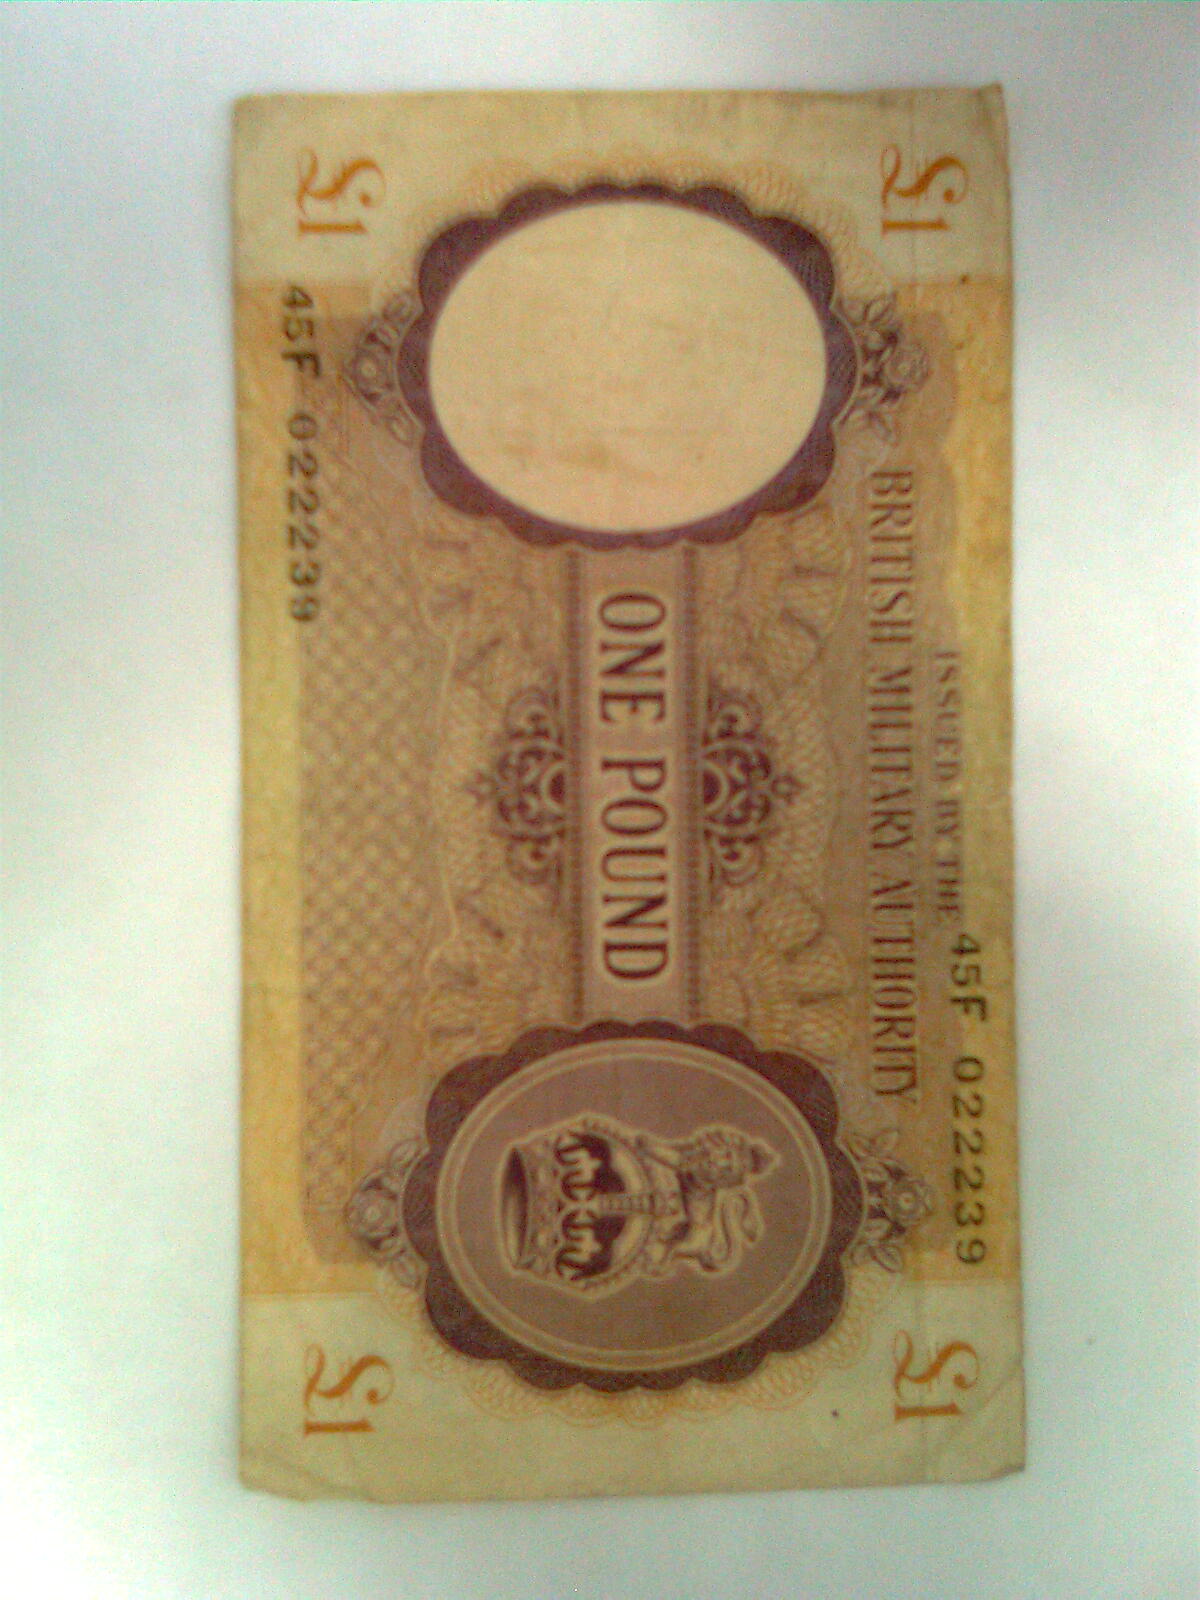 £1
ISSUED BY THE
45F 022239
£1
BRITISH MILITARY AUTHORITY
ONE POUND
45F 022239
£1
£1